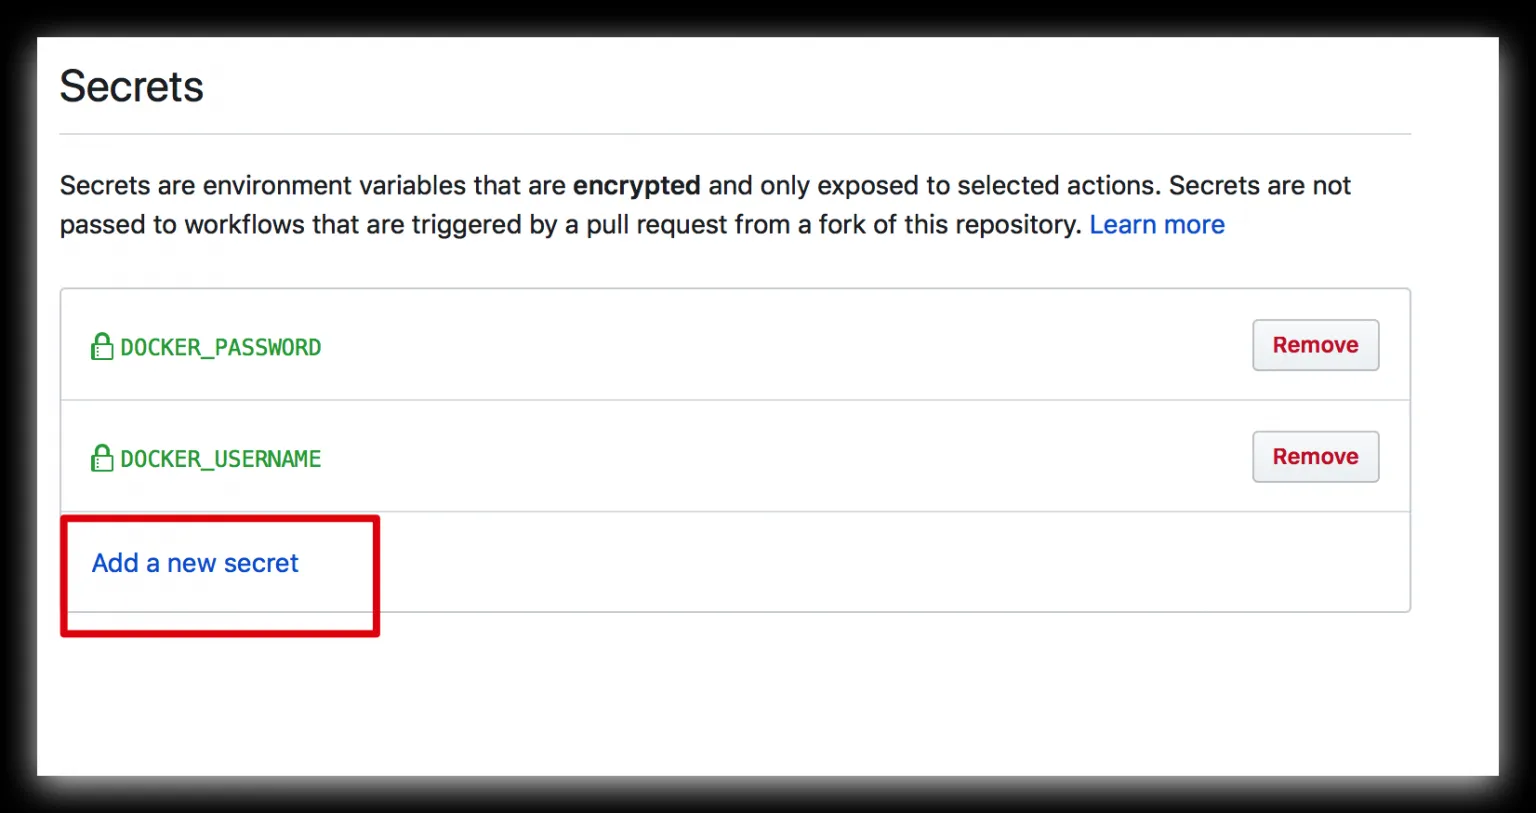 Secrets
Secrets are environment variables that are encrypted and only exposed to selected actions. Secrets are not
passed to workflows that are triggered by a pull request from a fork of this repository. Learn more
DOCKER_PASSWORD Remove
DOCKER_USERNAME Remove
Add a new secret